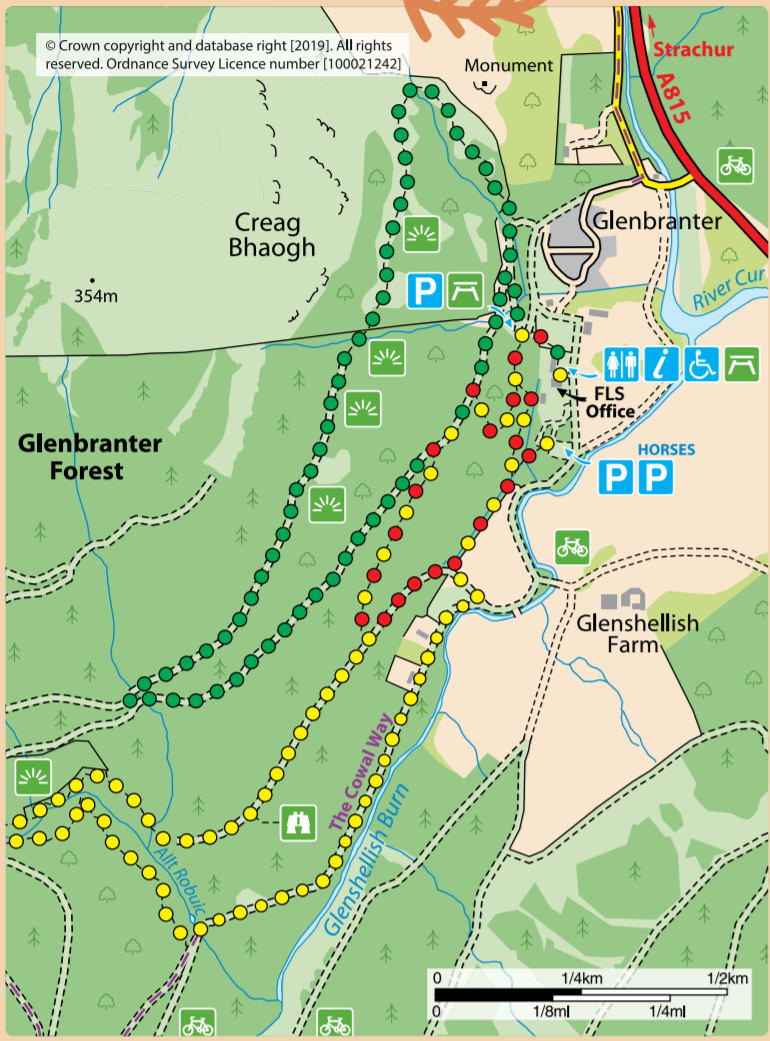 © Crown copyright and database right [2019]. All rights
reserved. Ordnance Survey Licence number [100021242]
Monument
Strachur
A815
Creag
Bhaogh
Glenbranter
354m
P
River Cur
i
FLS
Office
Glenbranter
Forest
HORSES
P P
Glenshellish
Farm
The Cowal Way
Glenshellish Burn
Allt Robuic
0 1/4km 1/2km
0 1/8ml 1/4ml